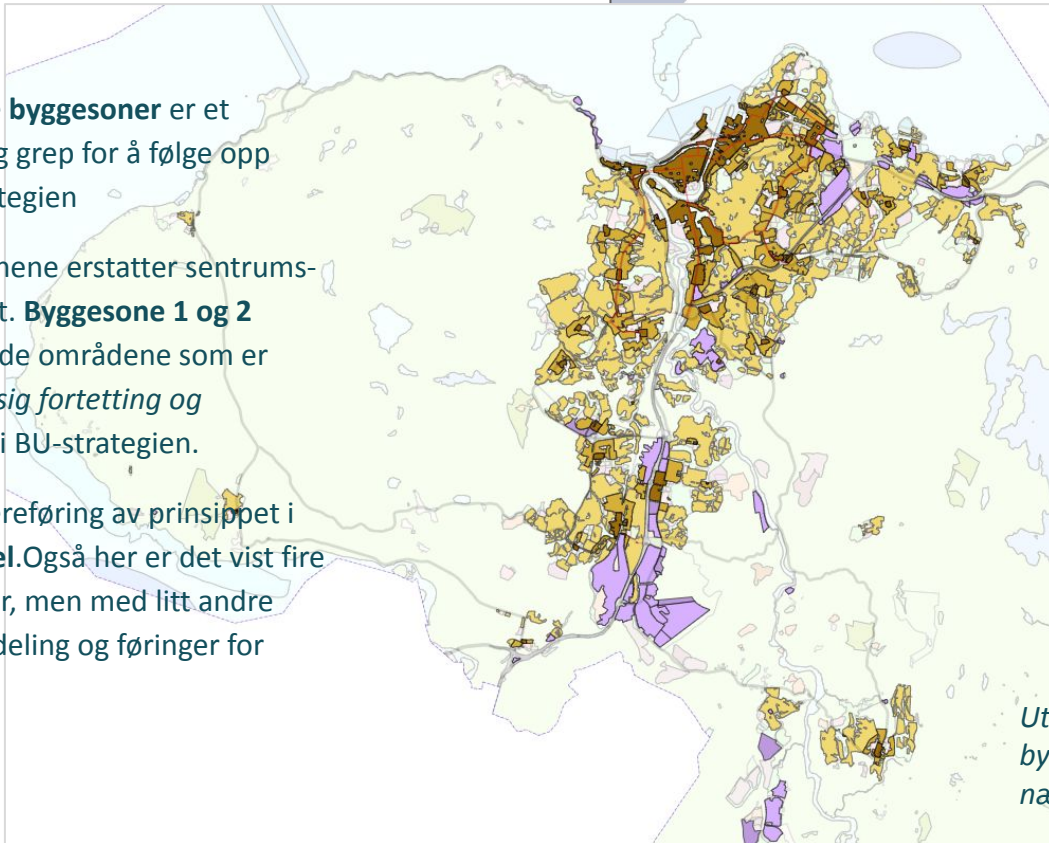 byggesoner er et
g grep for å følge opp
tegien
nene erstatter sentrums-
t. Byggesone 1 og 2
de områdene som er
sig fortetting og
i BU-strategien.
ereføring av prinsippet i
el.Også her er det vist fire
r, men med litt andre
deling og føringer for
Ut
by
næ